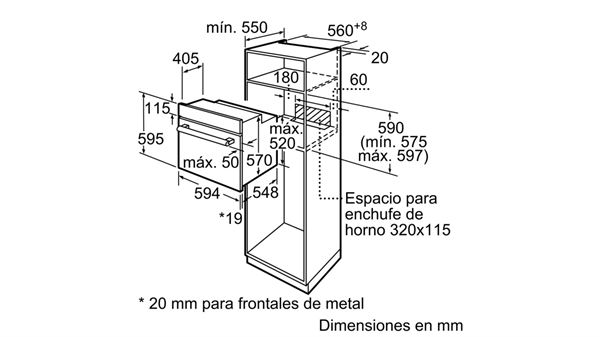 mín. 550
560+8
20
405
180
60
115
595
máx.
520
590
(mín. 575
máx. 597)
máx. 50
570
594
548
*19
Espacio para
enchufe de
horno 320x115
* 20 mm para frontales de metal
Dimensiones en mm